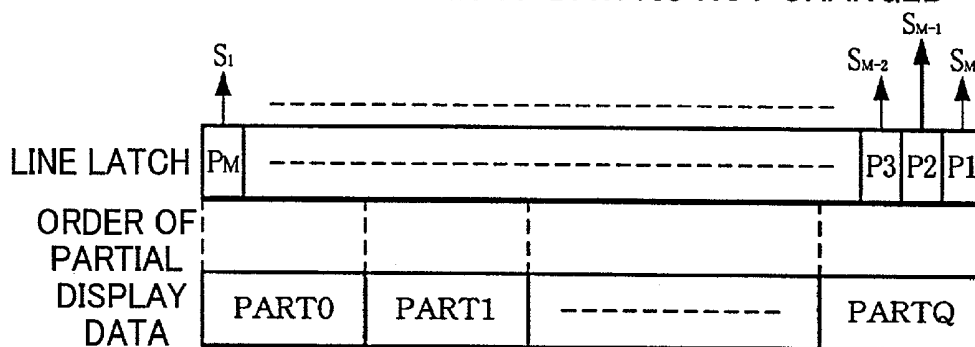 S1 SM-2 SM-1 SM
LINE LATCH PM P3 P2 P1
ORDER OF
PARTIAL
DISPLAY
DATA
PART0 PART1 PARTQ